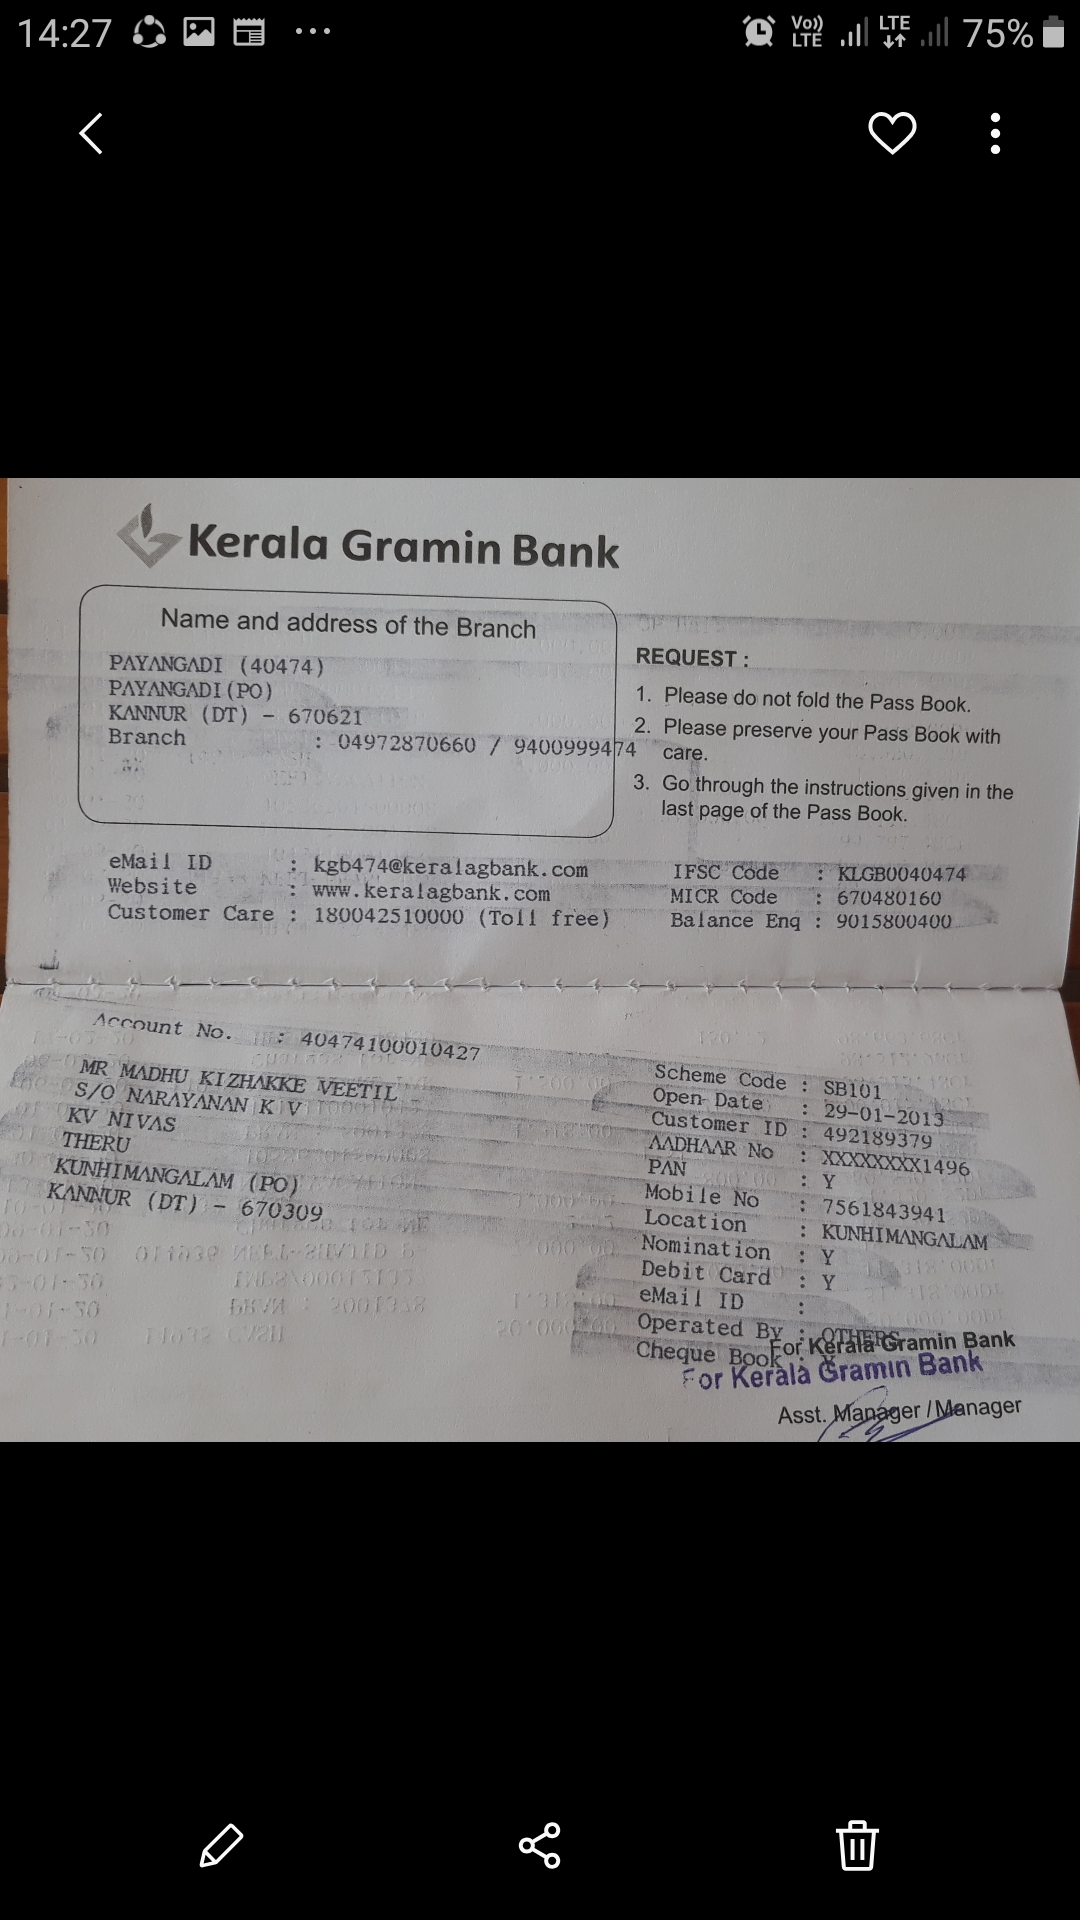 14:27
Vo)) LTE LTE 75%
Kerala Gramin Bank
Name and address of the Branch
PAYANGADI (40474)
PAYANGADI(PO)
KANNUR (DT) - 670621
Branch : 04972870660 / 9400999474
REQUEST :
1. Please do not fold the Pass Book.
2. Please preserve your Pass Book with
care.
3. Go through the instructions given in the
last page of the Pass Book.
eMail ID : kgb474@keralagbank.com
Website : www.keralagbank.com
Customer Care : 180042510000 (Toll free)
IFSC Code : KLGB0040474
MICR Code : 670480160
Balance Enq : 9015800400
Account No. : 40474100010427
MR MADHU KIZHAKKE VEETIL
S/O NARAYANAN K V
KV NIVAS
THERU
KUNHIMANGALAM (PO)
KANNUR (DT) - 670309
Scheme Code : SB101
Open Date : 29-01-2013
Customer ID : 492189379
AADHAAR No : XXXXXXXX1496
PAN : Y
Mobile No : 7561843941
Location : KUNHIMANGALAM
Nomination : Y
Debit Card : Y
eMail ID :
Operated By : OTHERS
Cheque Book : Y
For Kerala Gramin Bank
For Kerala Gramin Bank
Asst. Manager / Manager